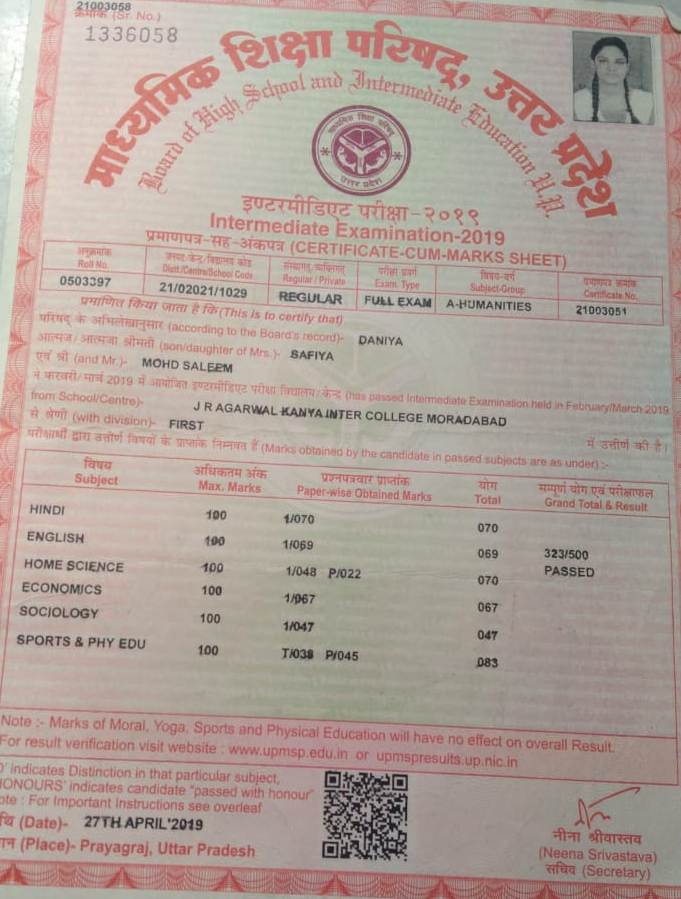 21003058
क्रमांक (Sr. No.)
1336058
माध्यमिक शिक्षा परिषद्, उत्तर प्रदेश
Board of High School and Intermediate Education U.P.
माध्यमिक शिक्षा परिषद्
उत्तर प्रदेश
इण्टरमीडिएट परीक्षा-२०१९
Intermediate Examination-2019
प्रमाणपत्र-सह-अंकपत्र (CERTIFICATE-CUM-MARKS SHEET)
अनुक्रमांक जनपद/केन्द्र/विद्यालय कोड संस्थागत/व्यक्तिगत परीक्षा प्रवर्ग विषय-वर्ग प्रमाणपत्र क्रमांक
Roll No. Distt./Centre/School Code Regular / Private Exam. Type Subject-Group Certificate No.
0503397 21/02021/1029 REGULAR FULL EXAM A-HUMANITIES 21003051
प्रमाणित किया जाता है कि (This is to certify that)
परिषद् के अभिलेखानुसार (according to the Board's record)- DANIYA
आत्मज/आत्मजा श्रीमती (son/daughter of Mrs.)- SAFIYA
एवं श्री (and Mr.)- MOHD SALEEM
ने फरवरी/मार्च 2019 में आयोजित इण्टरमीडिएट परीक्षा विद्यालय/केन्द्र (has passed Intermediate Examination held in February/March 2019
from School/Centre)- J R AGARWAL KANYA INTER COLLEGE MORADABAD
से श्रेणी (with division)- FIRST में उत्तीर्ण की है।
परीक्षार्थी द्वारा उत्तीर्ण विषयों के प्राप्तांक निम्नवत हैं (Marks obtained by the candidate in passed subjects are as under) :-
विषय अधिकतम अंक प्रश्नपत्रवार प्राप्तांक योग सम्पूर्ण योग एवं परीक्षाफल
Subject Max. Marks Paper-wise Obtained Marks Total Grand Total & Result
HINDI 100 1/070 070
ENGLISH 100 1/069 069 323/500
HOME SCIENCE 100 1/048 P/022 070 PASSED
ECONOMICS 100 1/067 067
SOCIOLOGY 100 1/047 047
SPORTS & PHY EDU 100 T/038 P/045 083
Note :- Marks of Moral, Yoga, Sports and Physical Education will have no effect on overall Result.
For result verification visit website : www.upmsp.edu.in or upmspresults.up.nic.in
D' indicates Distinction in that particular subject,
HONOURS' indicates candidate "passed with honour"
ote : For Important Instructions see overleaf
थि (Date)- 27TH APRIL'2019
ान (Place)- Prayagraj, Uttar Pradesh
नीना श्रीवास्तव
(Neena Srivastava)
सचिव (Secretary)